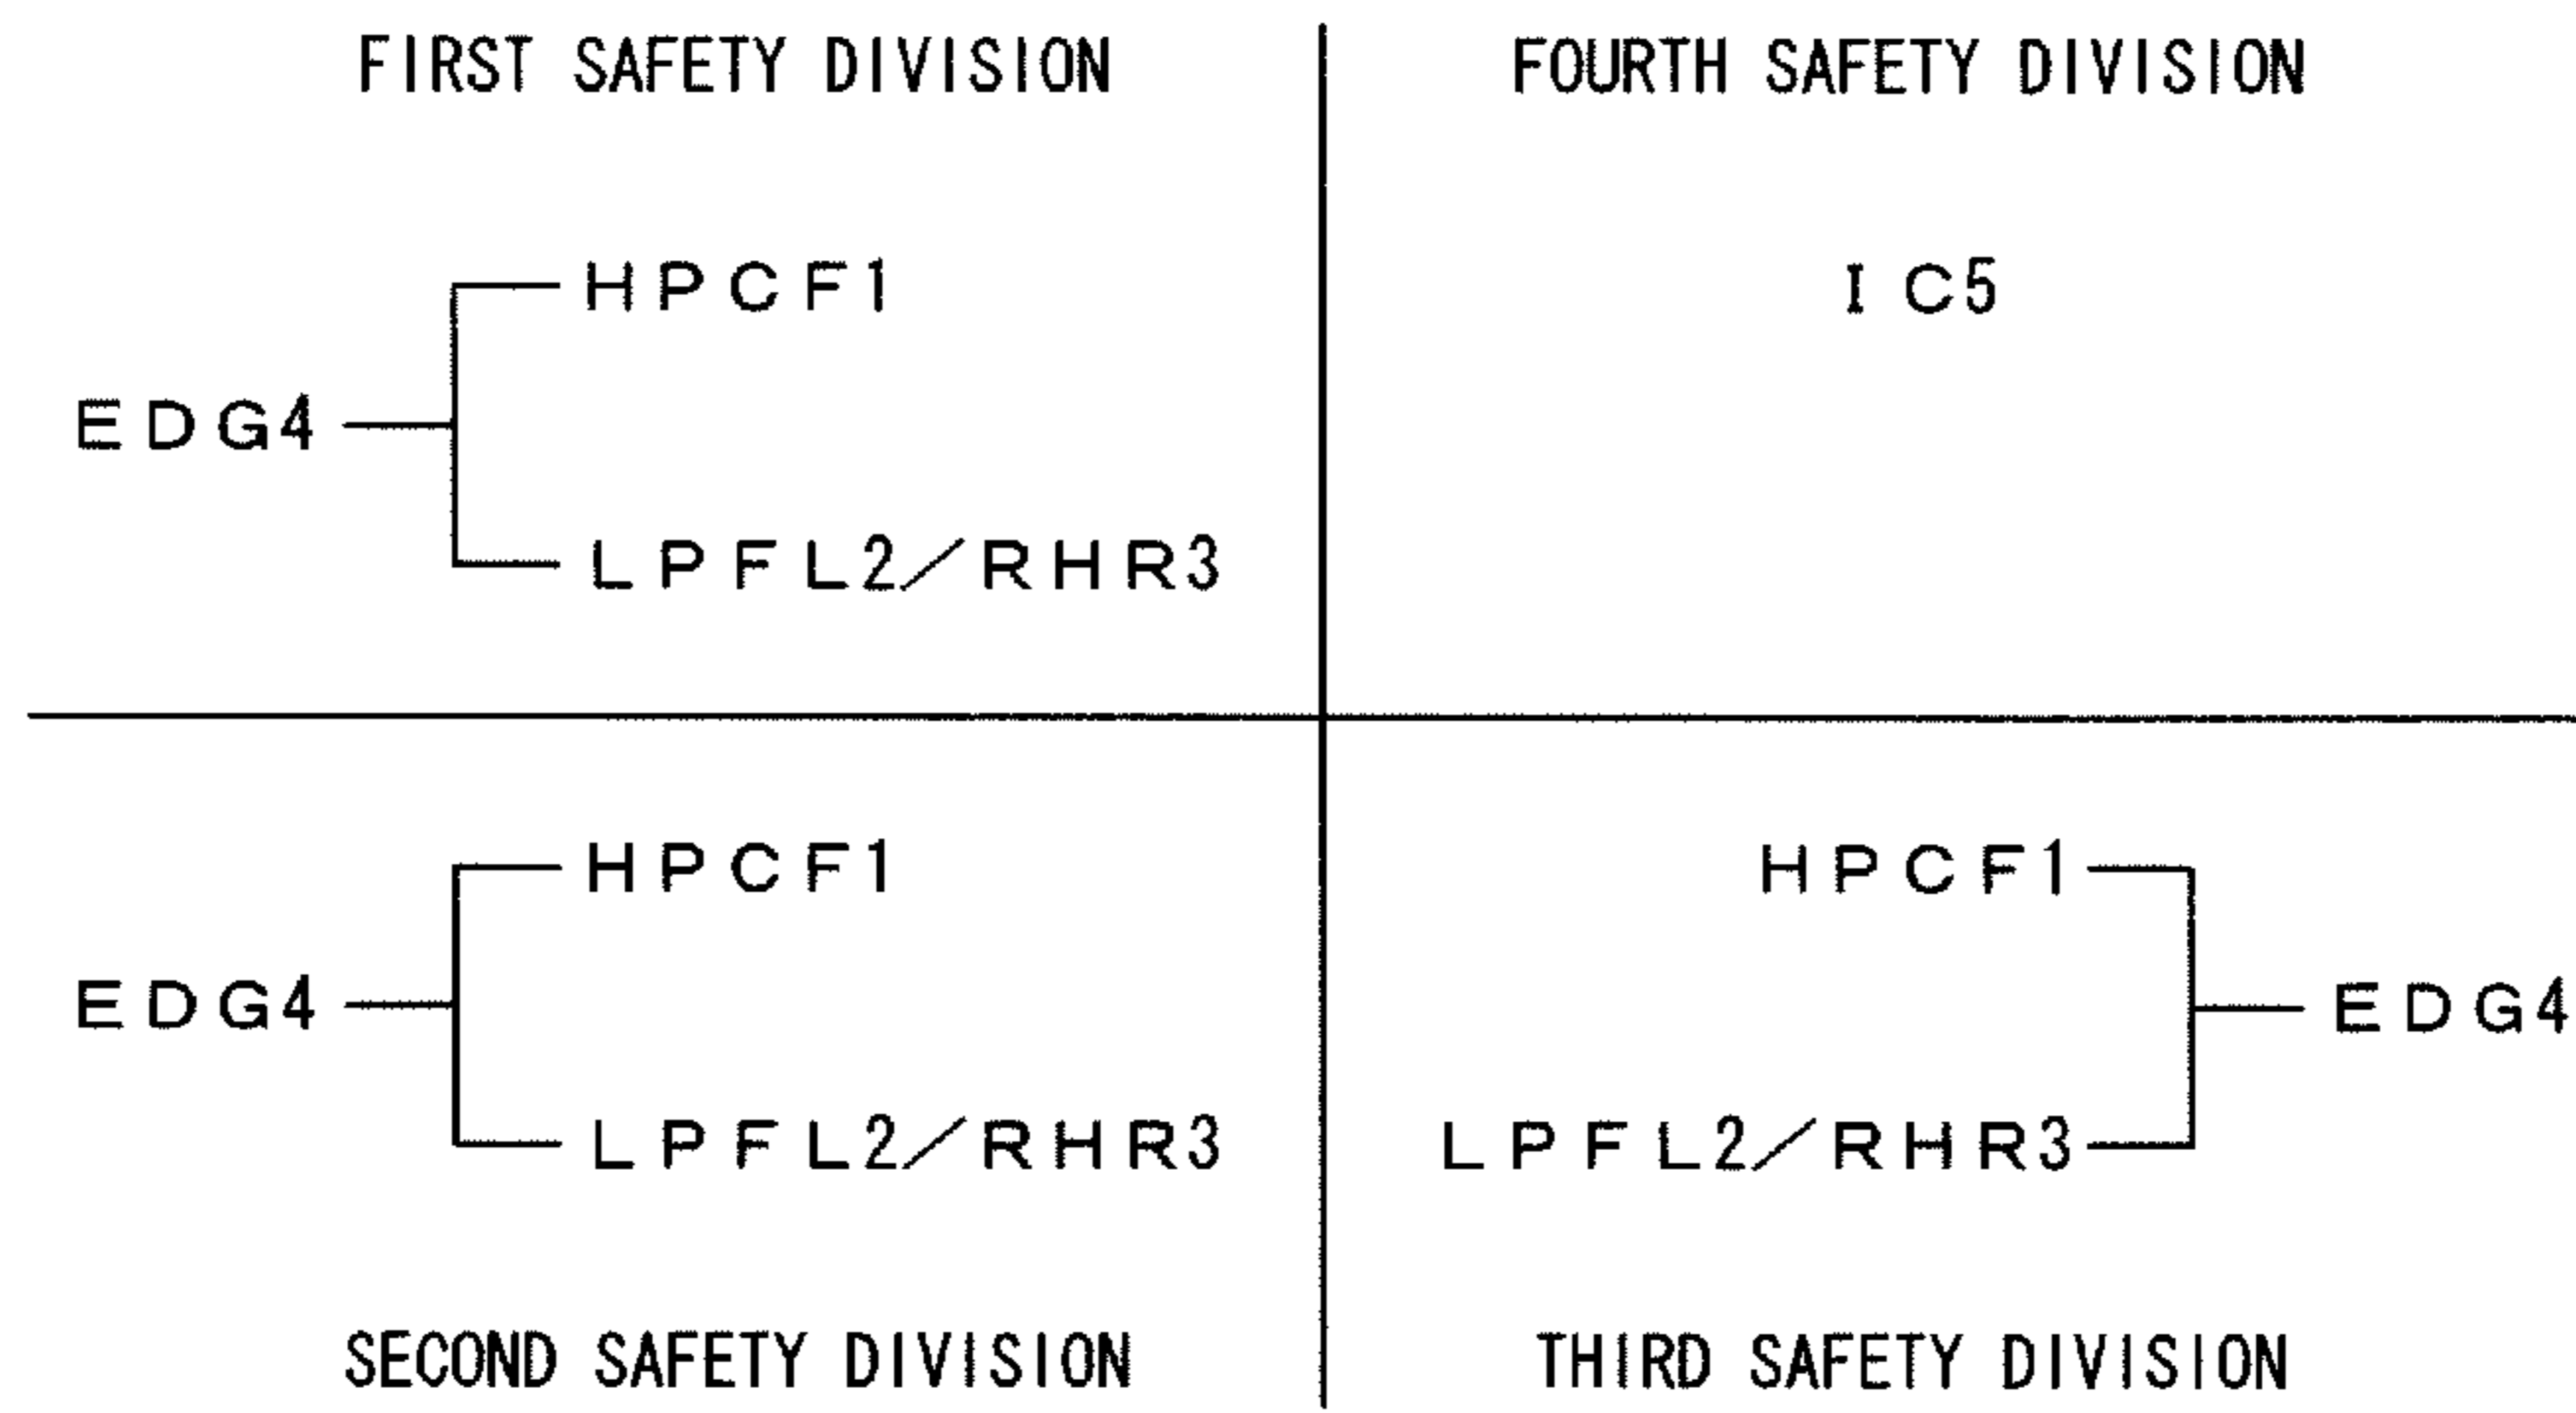 FIRST SAFETY DIVISION
HPCF1
EDG4
LPFL2/RHR3
FOURTH SAFETY DIVISION
IC5
HPCF1
EDG4
LPFL2/RHR3
SECOND SAFETY DIVISION
HPCF1
EDG4
LPFL2/RHR3
THIRD SAFETY DIVISION